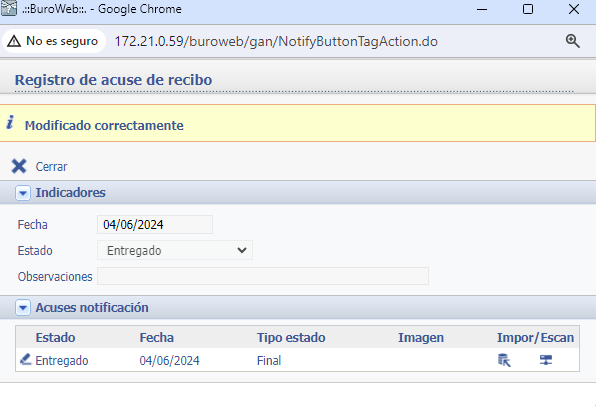 .::BuroWeb::. - Google Chrome
No es seguro 172.21.0.59/buroweb/gan/NotifyButtonTagAction.do
Registro de acuse de recibo
Modificado correctamente
Cerrar
Indicadores
Fecha 04/06/2024
Estado Entregado
Observaciones
Acuses notificación
Estado Fecha Tipo estado Imagen Impor/Escan
Entregado 04/06/2024 Final